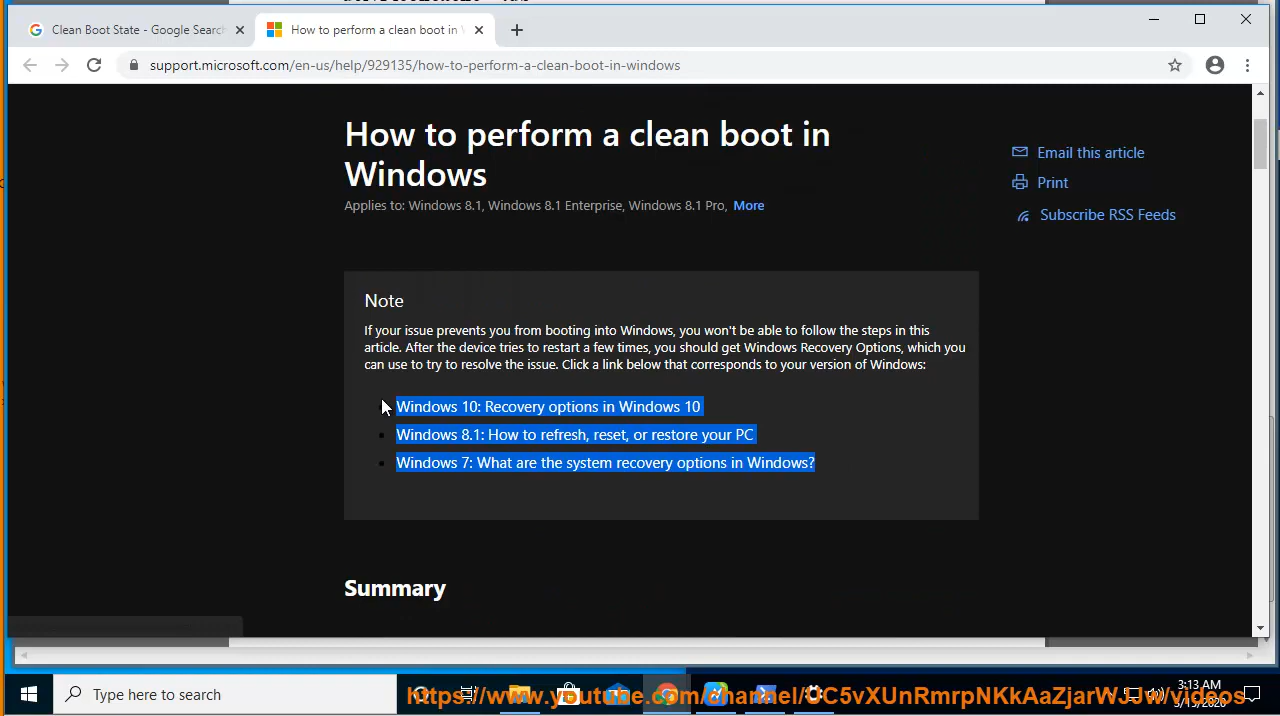 Clean Boot State - Google Search
How to perform a clean boot in
support.microsoft.com/en-us/help/929135/how-to-perform-a-clean-boot-in-windows
How to perform a clean boot in
Windows
Applies to: Windows 8.1, Windows 8.1 Enterprise, Windows 8.1 Pro, More
Email this article
Print
Subscribe RSS Feeds
Note
If your issue prevents you from booting into Windows, you won't be able to follow the steps in this
article. After the device tries to restart a few times, you should get Windows Recovery Options, which you
can use to try to resolve the issue. Click a link below that corresponds to your version of Windows:
Windows 10: Recovery options in Windows 10
Windows 8.1: How to refresh, reset, or restore your PC
Windows 7: What are the system recovery options in Windows?
Summary
Type here to search
3:13 AM
https://www.youtube.com/channel/UC5vXUnRmrpNKkAaZjarWJ3w/videos